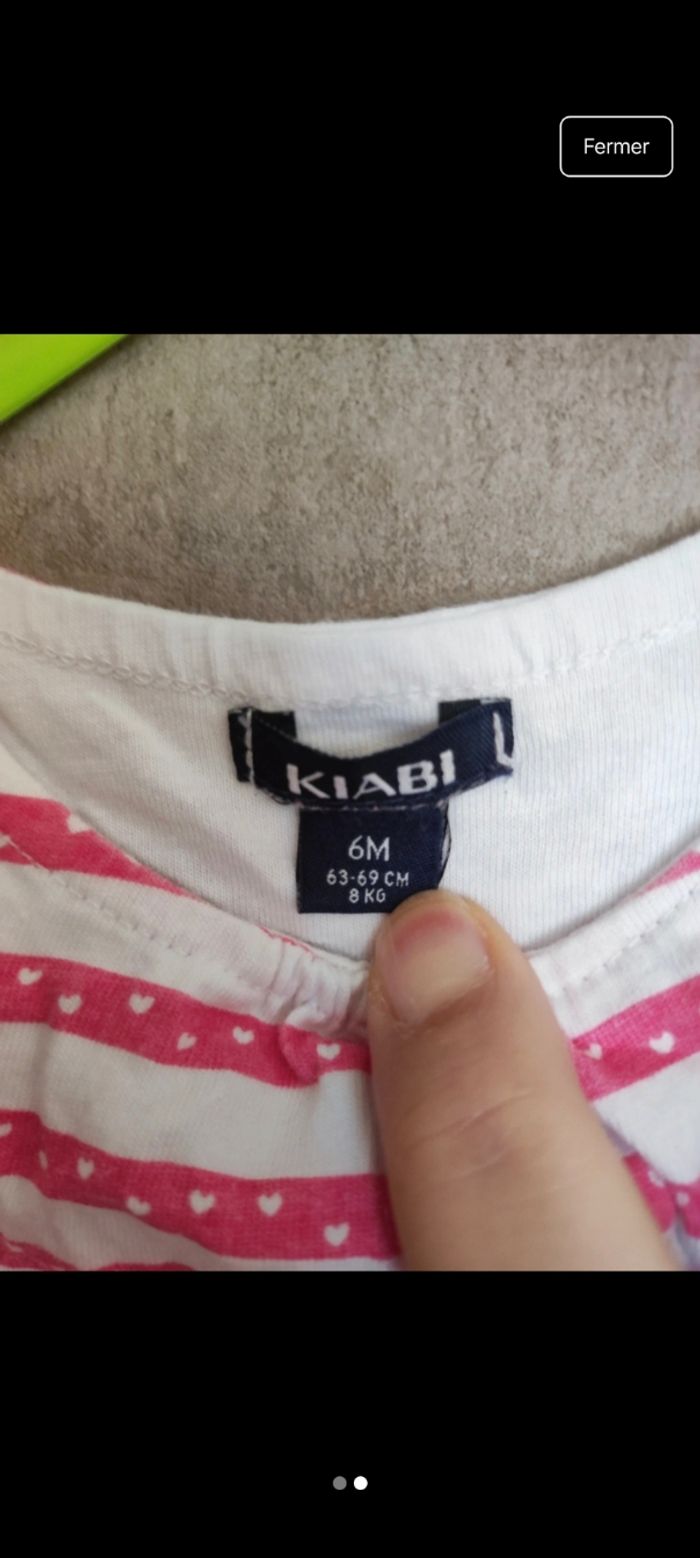 Fermer
KIABI
6M
63-69 CM
8 KG